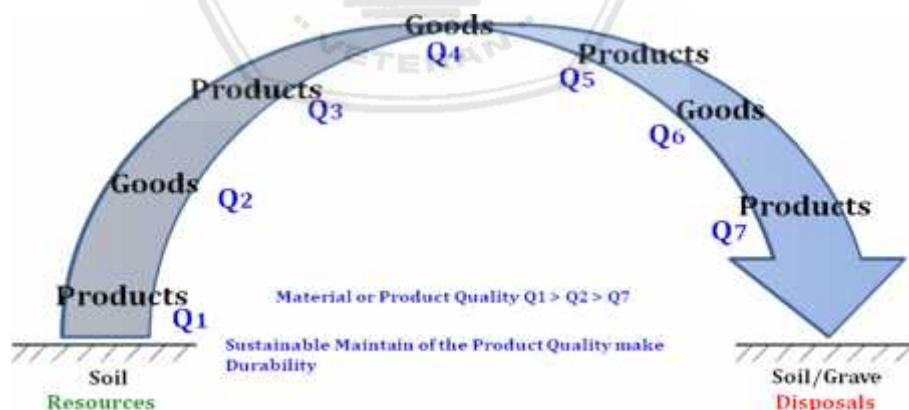 Goods
"VETERAN"
Q4
Products
Q5
Products
Q3
Goods
Q6
Goods
Q2
Products
Q7
Products
Q1
Material or Product Quality Q1 > Q2 > Q7
Sustainable Maintain of the Product Quality make
Durability
Soil
Resources
Soil/Grave
Disposals